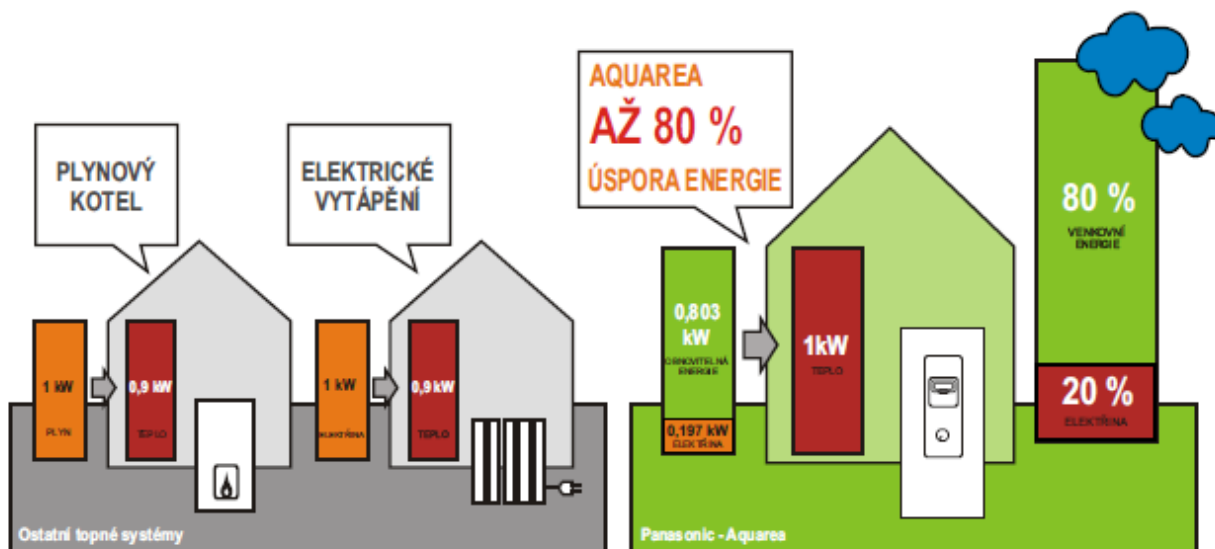 PLYNOVÝ
KOTEL
1 kW
PLYN
0,9 kW
TEPLO
ELEKTRICKÉ
VYTÁPĚNÍ
1 kW
ELEKTŘINA
0,9 kW
TEPLO
Ostatní topné systémy
AQUAREA
AŽ 80 %
ÚSPORA ENERGIE
0,803
kW
OBNOVITELNÁ
ENERGIE
0,197 kW
ELEKTŘINA
1kW
TEPLO
80 %
VENKOVNÍ
ENERGIE
20 %
ELEKTŘINA
Panasonic - Aquarea